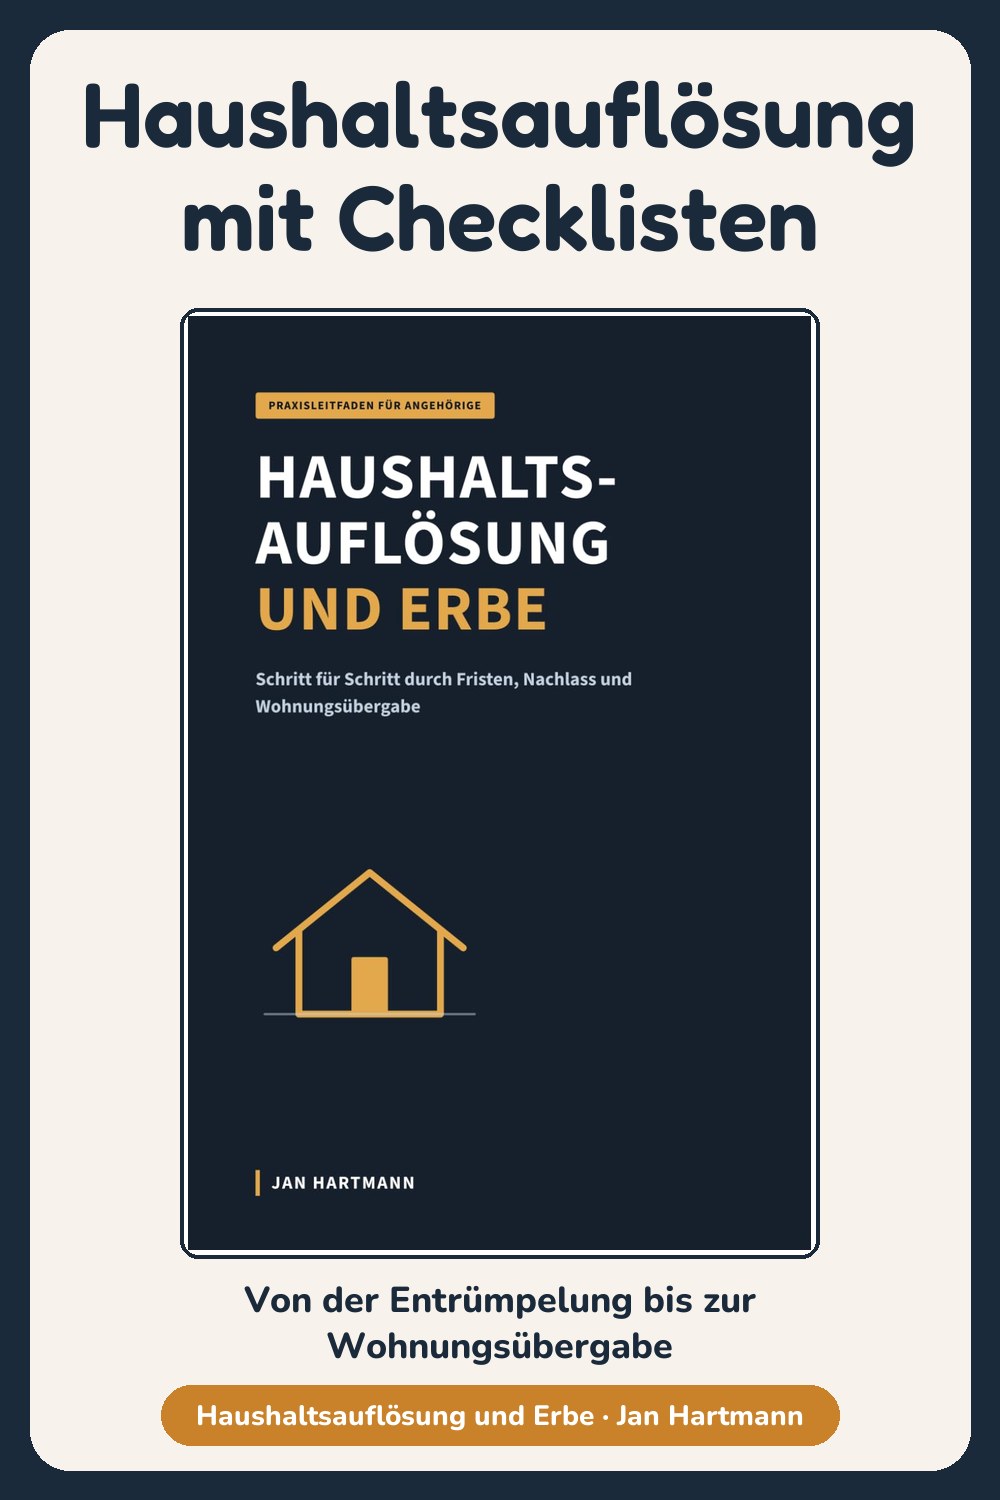 Haushaltsauflösung
mit Checklisten
PRAXISLEITFADEN FÜR ANGEHÖRIGE
HAUSHALTS-
AUFLÖSUNG
UND ERBE
Schritt für Schritt durch Fristen, Nachlass und
Wohnungsübergabe
JAN HARTMANN
Von der Entrümpelung bis zur
Wohnungsübergabe
Haushaltsauflösung und Erbe · Jan Hartmann